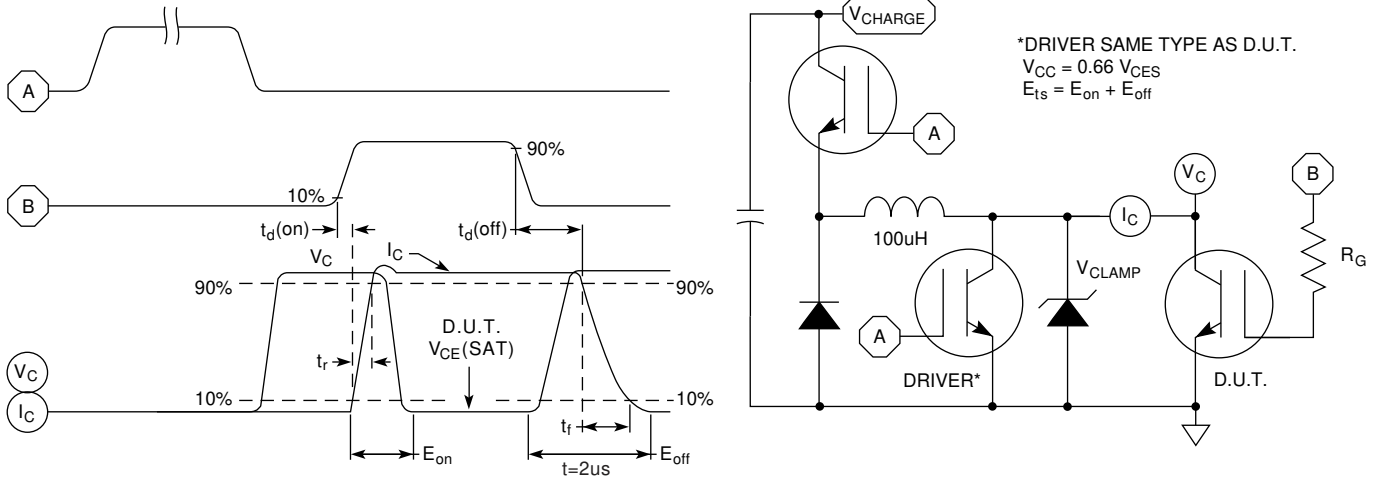 A
B
10%
90%
t_d(on)
t_d(off)
V_C
I_C
90%
90%
D.U.T.
V_CE(SAT)
t_r
V_C
I_C
10%
10%
t_f
E_on
t=2us
E_off
V_CHARGE
*DRIVER SAME TYPE AS D.U.T.
V_CC = 0.66 V_CES
E_ts = E_on + E_off
A
V_C
B
I_C
100uH
R_G
V_CLAMP
A
DRIVER*
D.U.T.